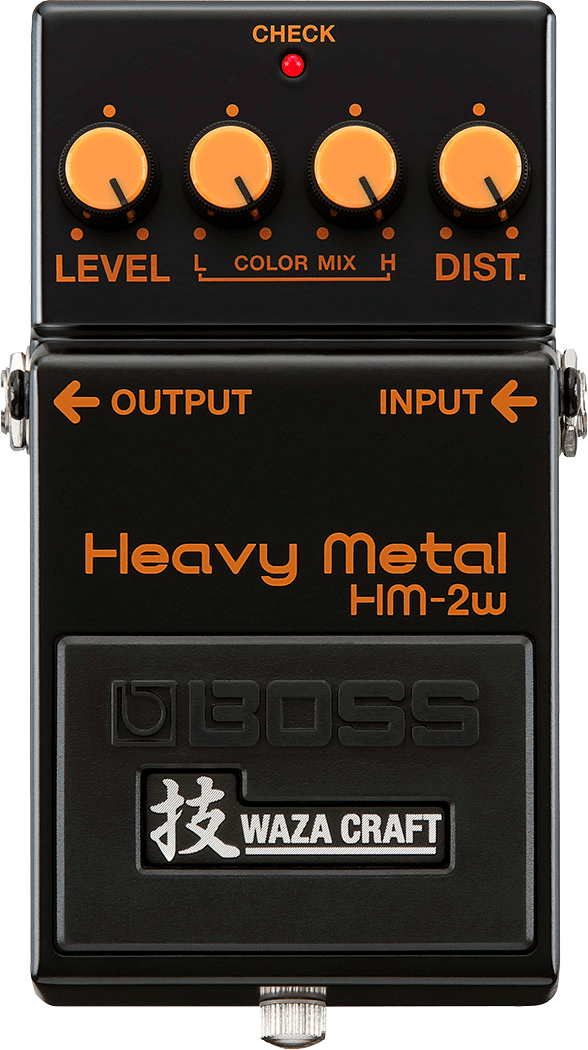 CHECK
LEVEL
L COLOR MIX H
DIST.
OUTPUT
INPUT
Heavy Metal
HM-2w
BOSS
技 WAZA CRAFT